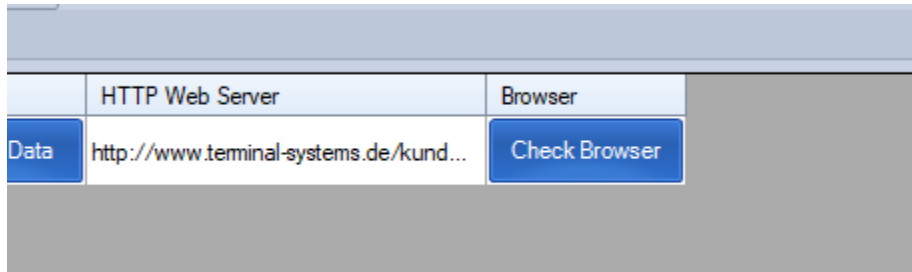 HTTP Web Server Browser
Data http://www.terminal-systems.de/kund... Check Browser